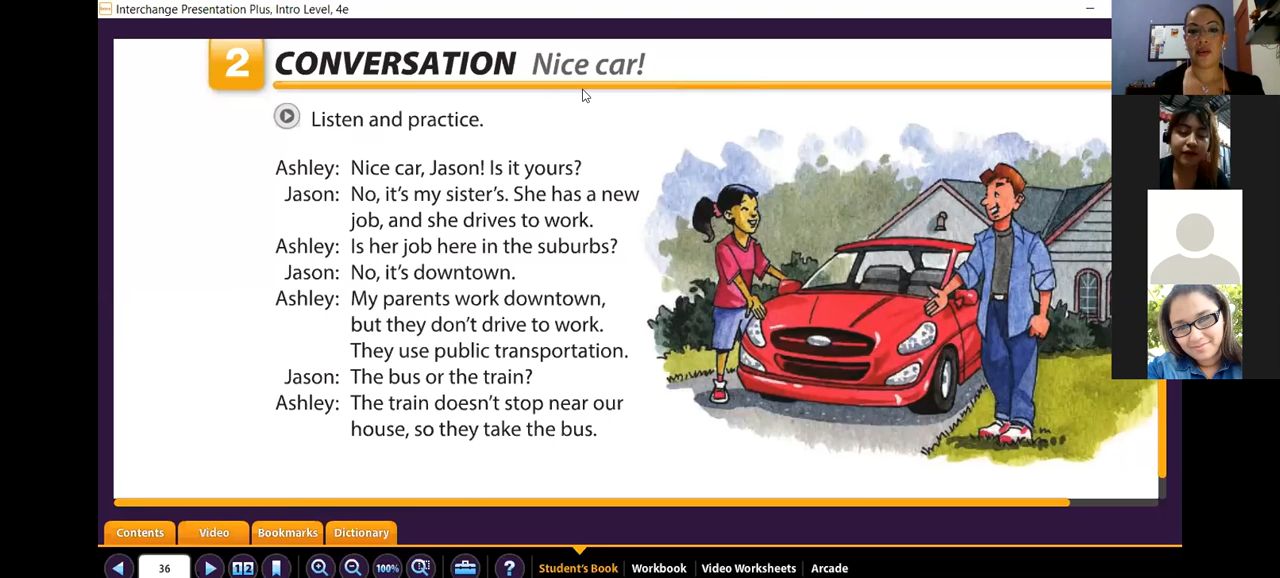 Interchange Presentation Plus, Intro Level, 4e
2 CONVERSATION Nice car!
Listen and practice.
Ashley: Nice car, Jason! Is it yours?
Jason: No, it's my sister's. She has a new
job, and she drives to work.
Ashley: Is her job here in the suburbs?
Jason: No, it's downtown.
Ashley: My parents work downtown,
but they don't drive to work.
They use public transportation.
Jason: The bus or the train?
Ashley: The train doesn't stop near our
house, so they take the bus.
Contents Video Bookmarks Dictionary
36 12 100% ? Student's Book Workbook Video Worksheets Arcade